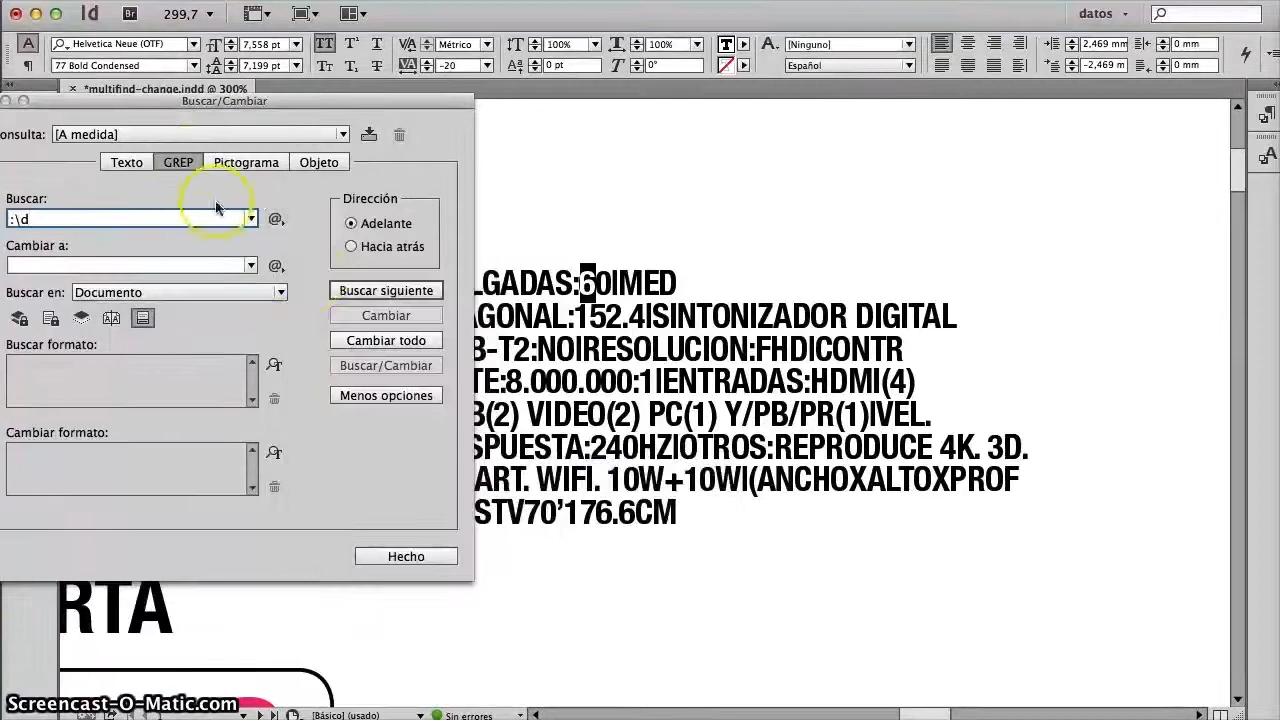 Id Br 299,7 datos
A Helvetica Neue (OTF) 7,558 pt TT T¹ T Métrico 100% 100% T A. [Ninguno] 2,469 mm 0 mm
¶ 77 Bold Condensed 7,199 pt Tr T₁ T -20 0 pt T 0° Español -2,469 m 0 mm
× *multifind-change.indd @ 300%
Buscar/Cambiar
onsulta: [A medida]
Texto GREP Pictograma Objeto
Buscar:
:\d
Cambiar a:
Buscar en: Documento
Buscar formato:
Cambiar formato:
Dirección
Adelante
Hacia atrás
Buscar siguiente
Cambiar
Cambiar todo
Buscar/Cambiar
Menos opciones
Hecho
LGADAS:60IMED
AGONAL:152.4ISINTONIZADOR DIGITAL
B-T2:NOIRESOLUCION:FHDICONTR
TE:8.000.000:1IENTRADAS:HDMI(4)
B(2) VIDEO(2) PC(1) Y/PB/PR(1)IVEL.
SPUESTA:240HZIOTROS:REPRODUCE 4K. 3D.
ART. WIFI. 10W+10WI(ANCHOXALTOXPROF
STV70'176.6CM
RTA
Screencast-O-Matic.com
[Básico] (usado) Sin errores